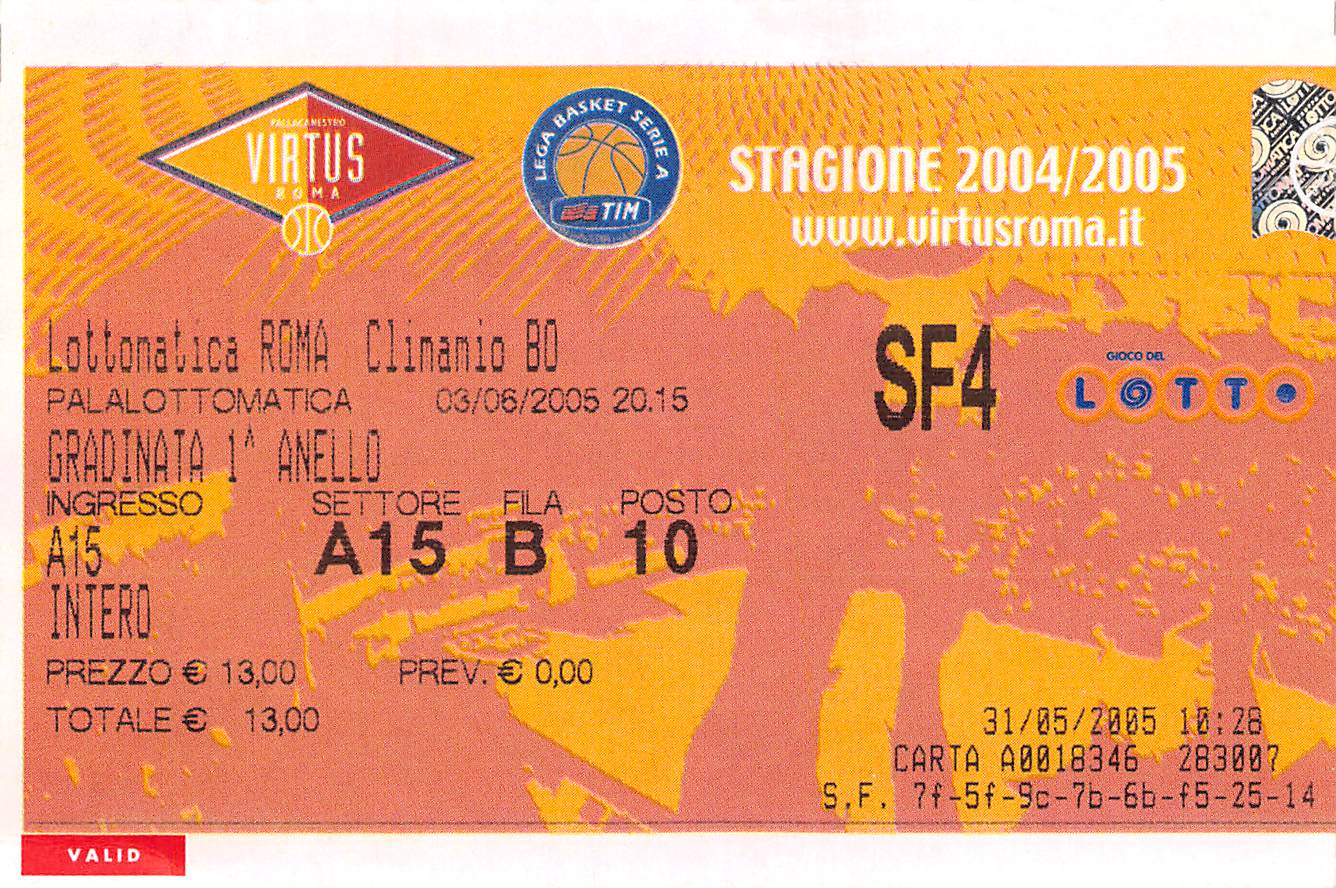 PALLACANESTRO
VIRTUS
ROMA
LEGA BASKET SERIE A
TIM
STAGIONE 2004/2005
www.virtusroma.it
Lottomatica ROMA Climamio BO
SF4
GIOCO DEL
LOTTO
PALALOTTOMATICA 03/06/2005 20.15
GRADINATA 1^ ANELLO
INGRESSO SETTORE FILA POSTO
A15 A15 B 10
INTERO
PREZZO € 13,00 PREV. € 0,00
TOTALE € 13,00
31/05/2005 10:28
CARTA A0018346 283007
S.F. 7f-5f-9c-7b-6b-f5-25-14
VALID